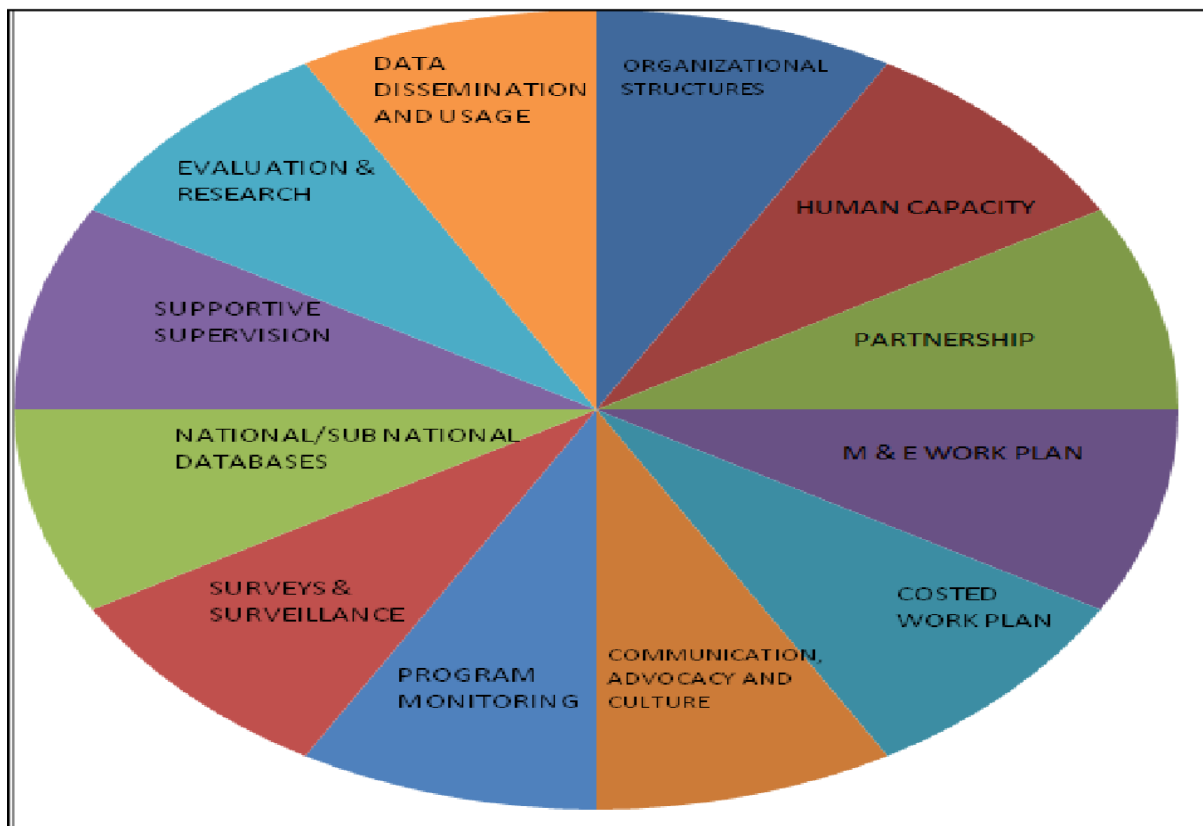 DATA
DISSEMINATION
AND USAGE
ORGANIZATIONAL
STRUCTURES
HUMAN CAPACITY
PARTNERSHIP
M & E WORK PLAN
COSTED
WORK PLAN
COMMUNICATION,
ADVOCACY AND
CULTURE
PROGRAM
MONITORING
SURVEYS &
SURVEILLANCE
NATIONAL/SUB NATIONAL
DATABASES
SUPPORTIVE
SUPERVISION
EVALUATION &
RESEARCH